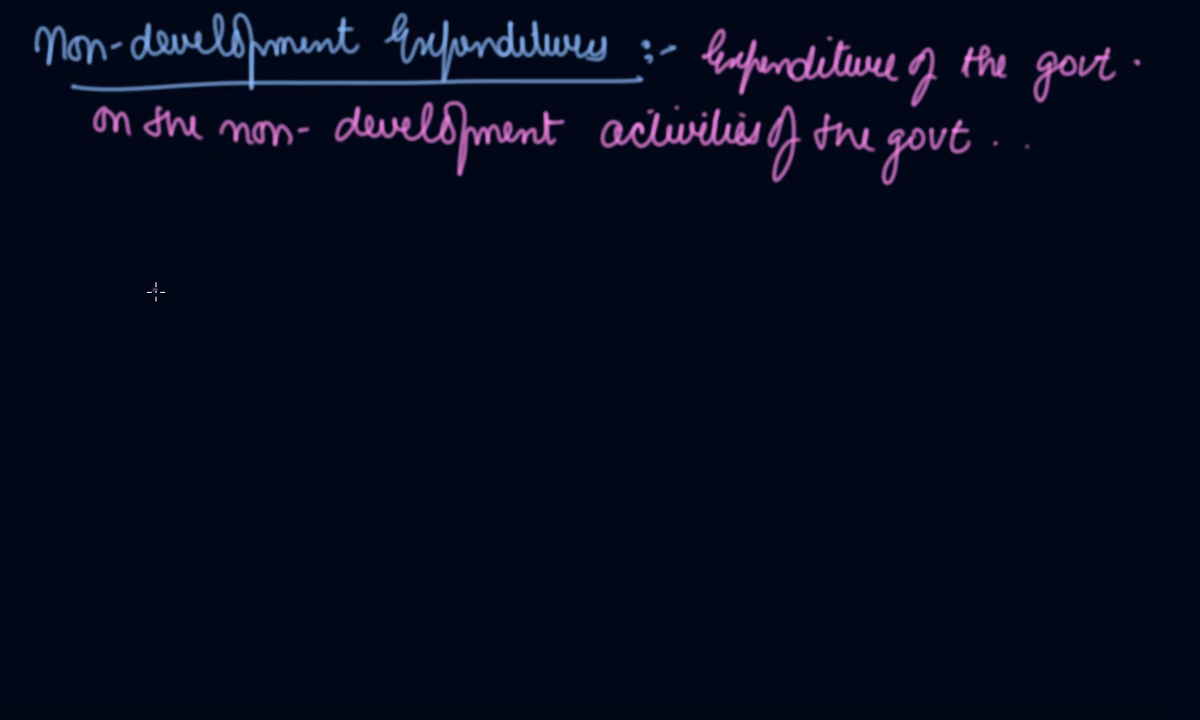 Non-development Expenditures :- Expenditure of the govt.
on the non-development activities of the govt..